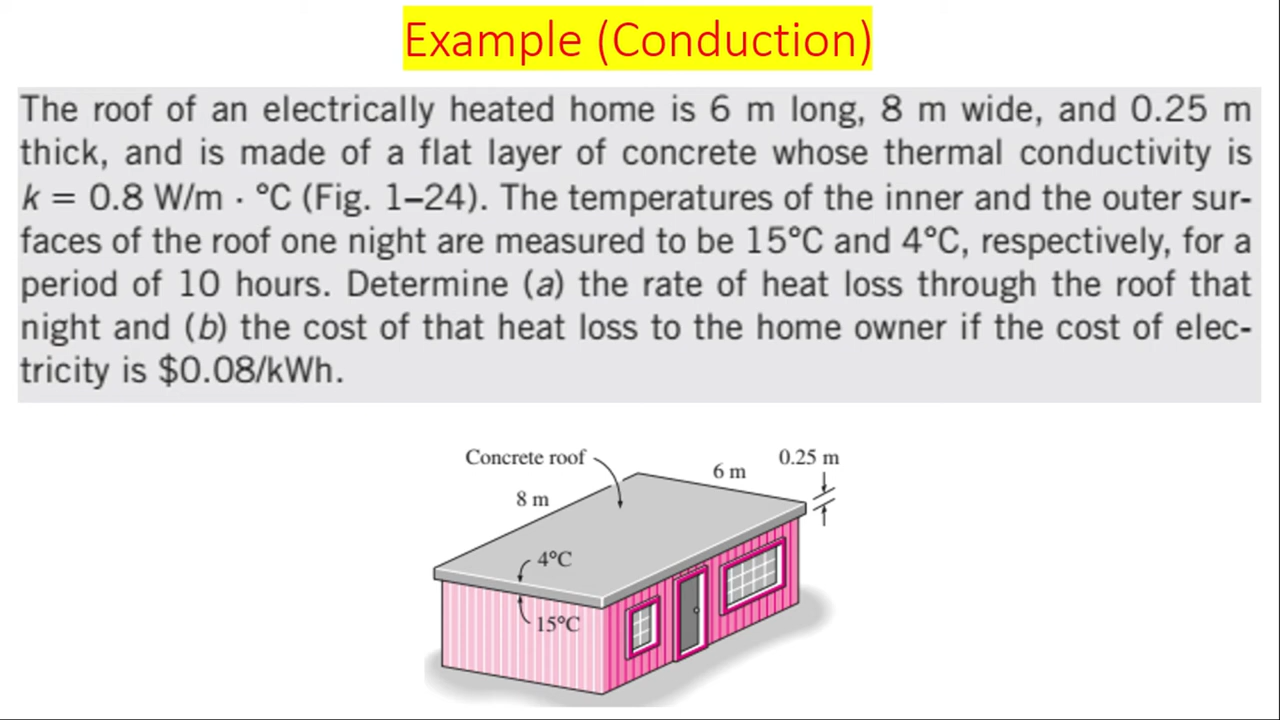 Example (Conduction)
The roof of an electrically heated home is 6 m long, 8 m wide, and 0.25 m
thick, and is made of a flat layer of concrete whose thermal conductivity is
k = 0.8 W/m · °C (Fig. 1–24). The temperatures of the inner and the outer sur-
faces of the roof one night are measured to be 15°C and 4°C, respectively, for a
period of 10 hours. Determine (a) the rate of heat loss through the roof that
night and (b) the cost of that heat loss to the home owner if the cost of elec-
tricity is $0.08/kWh.
Concrete roof
0.25 m
6 m
8 m
4°C
15°C